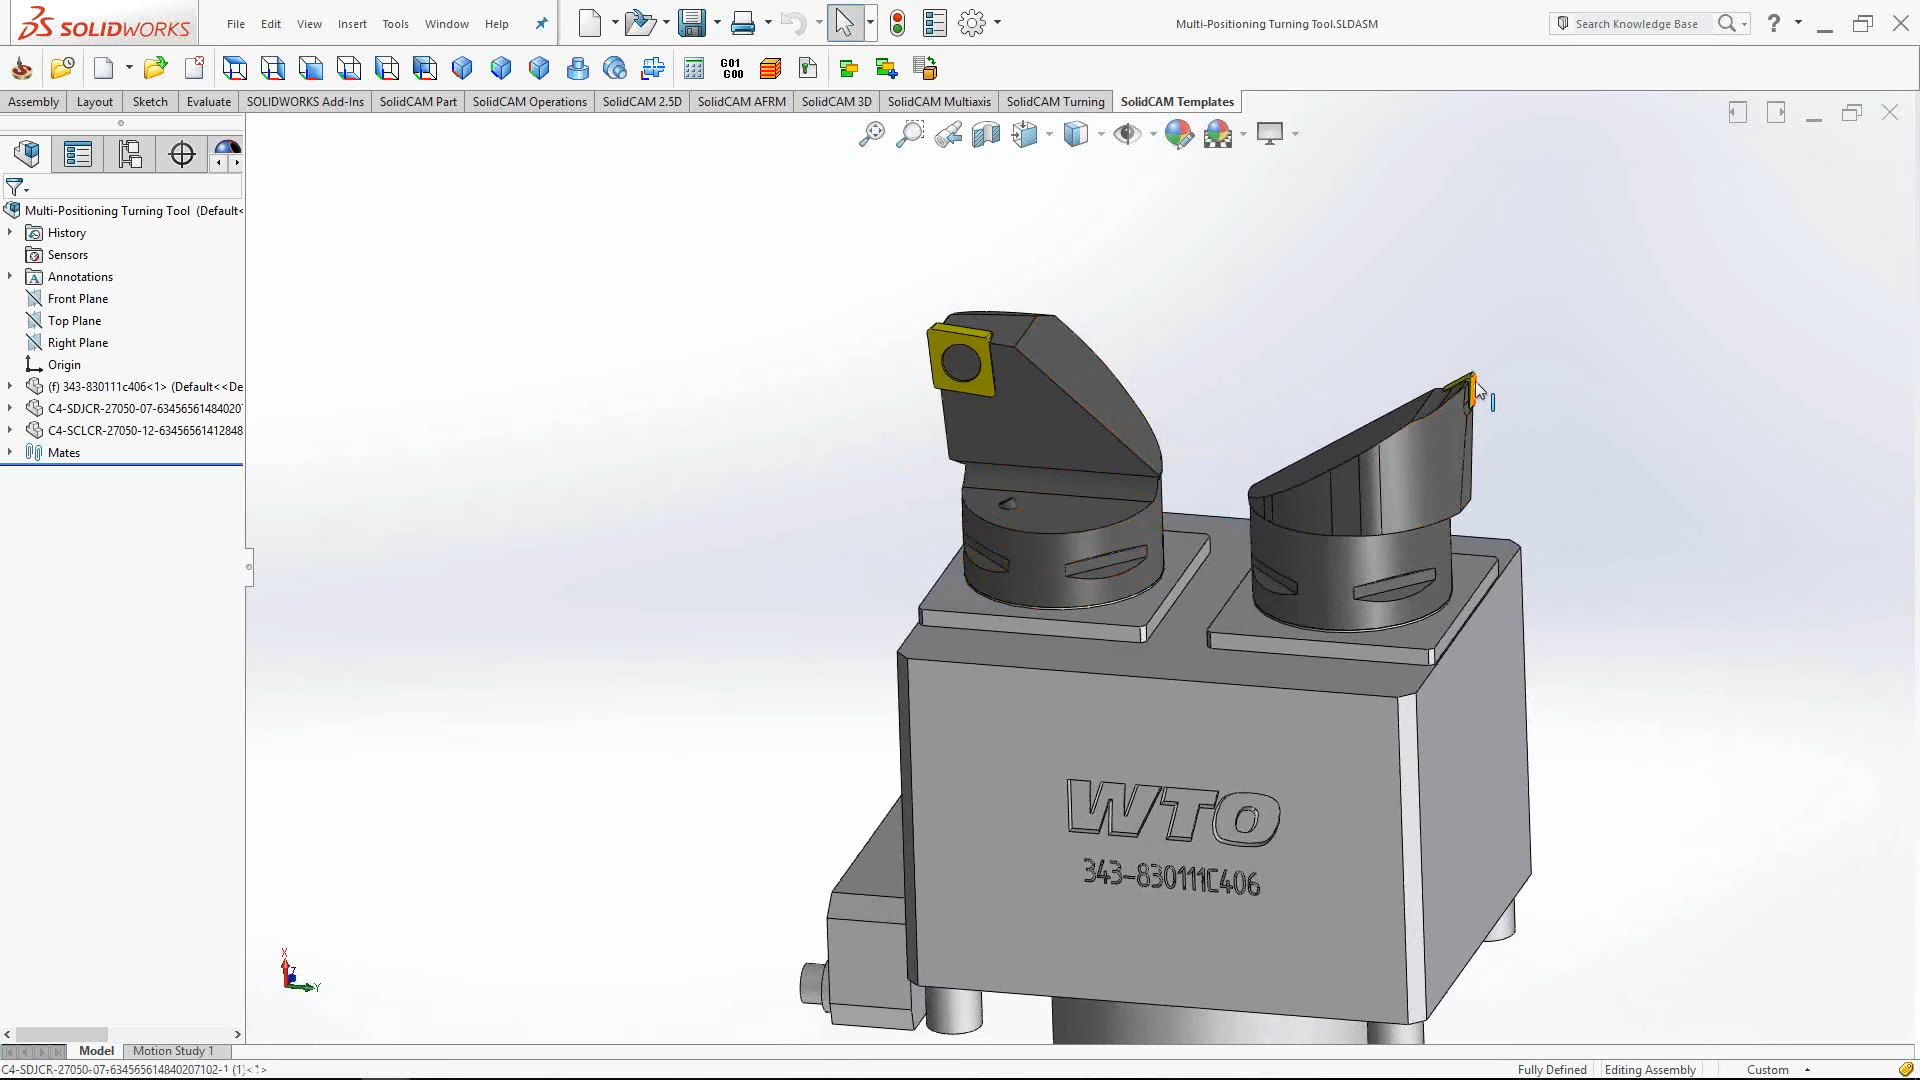 SOLIDWORKS File Edit View Insert Tools Window Help Multi-Positioning Turning Tool.SLDASM Search Knowledge Base ?
G01
G00
Assembly Layout Sketch Evaluate SOLIDWORKS Add-Ins SolidCAM Part SolidCAM Operations SolidCAM 2.5D SolidCAM AFRM SolidCAM 3D SolidCAM Multiaxis SolidCAM Turning SolidCAM Templates
Multi-Positioning Turning Tool (Default<
History
Sensors
Annotations
Front Plane
Top Plane
Right Plane
Origin
(f) 343-830111c406<1> (Default<<De
C4-SDJCR-27050-07-634565614840207
C4-SCLCR-27050-12-63456561412848
Mates
WTO
343-830111C406
X
Z
Y
Model Motion Study 1
C4-SDJCR-27050-07-634565614840207102-1 (1)<1> Fully Defined Editing Assembly Custom